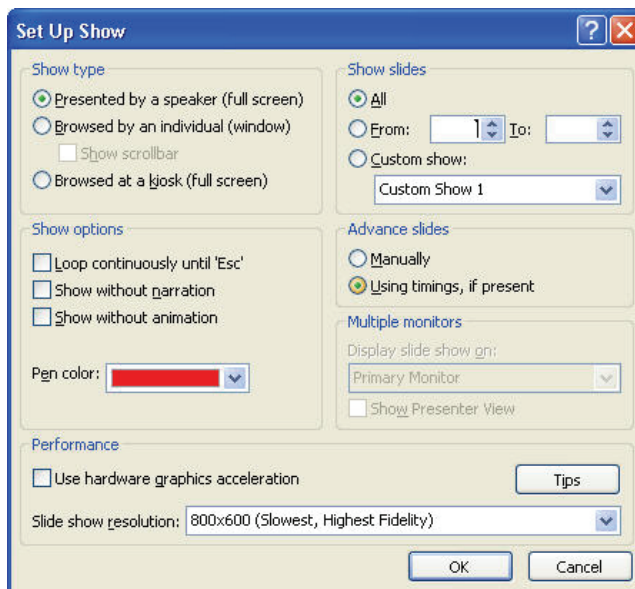 Set Up Show
Show type
Presented by a speaker (full screen)
Browsed by an individual (window)
Show scrollbar
Browsed at a kiosk (full screen)
Show slides
All
From: 1 To:
Custom show:
Custom Show 1
Show options
Loop continuously until 'Esc'
Show without narration
Show without animation
Pen color:
Advance slides
Manually
Using timings, if present
Multiple monitors
Display slide show on:
Primary Monitor
Show Presenter View
Performance
Use hardware graphics acceleration
Tips
Slide show resolution: 800x600 (Slowest, Highest Fidelity)
OK Cancel